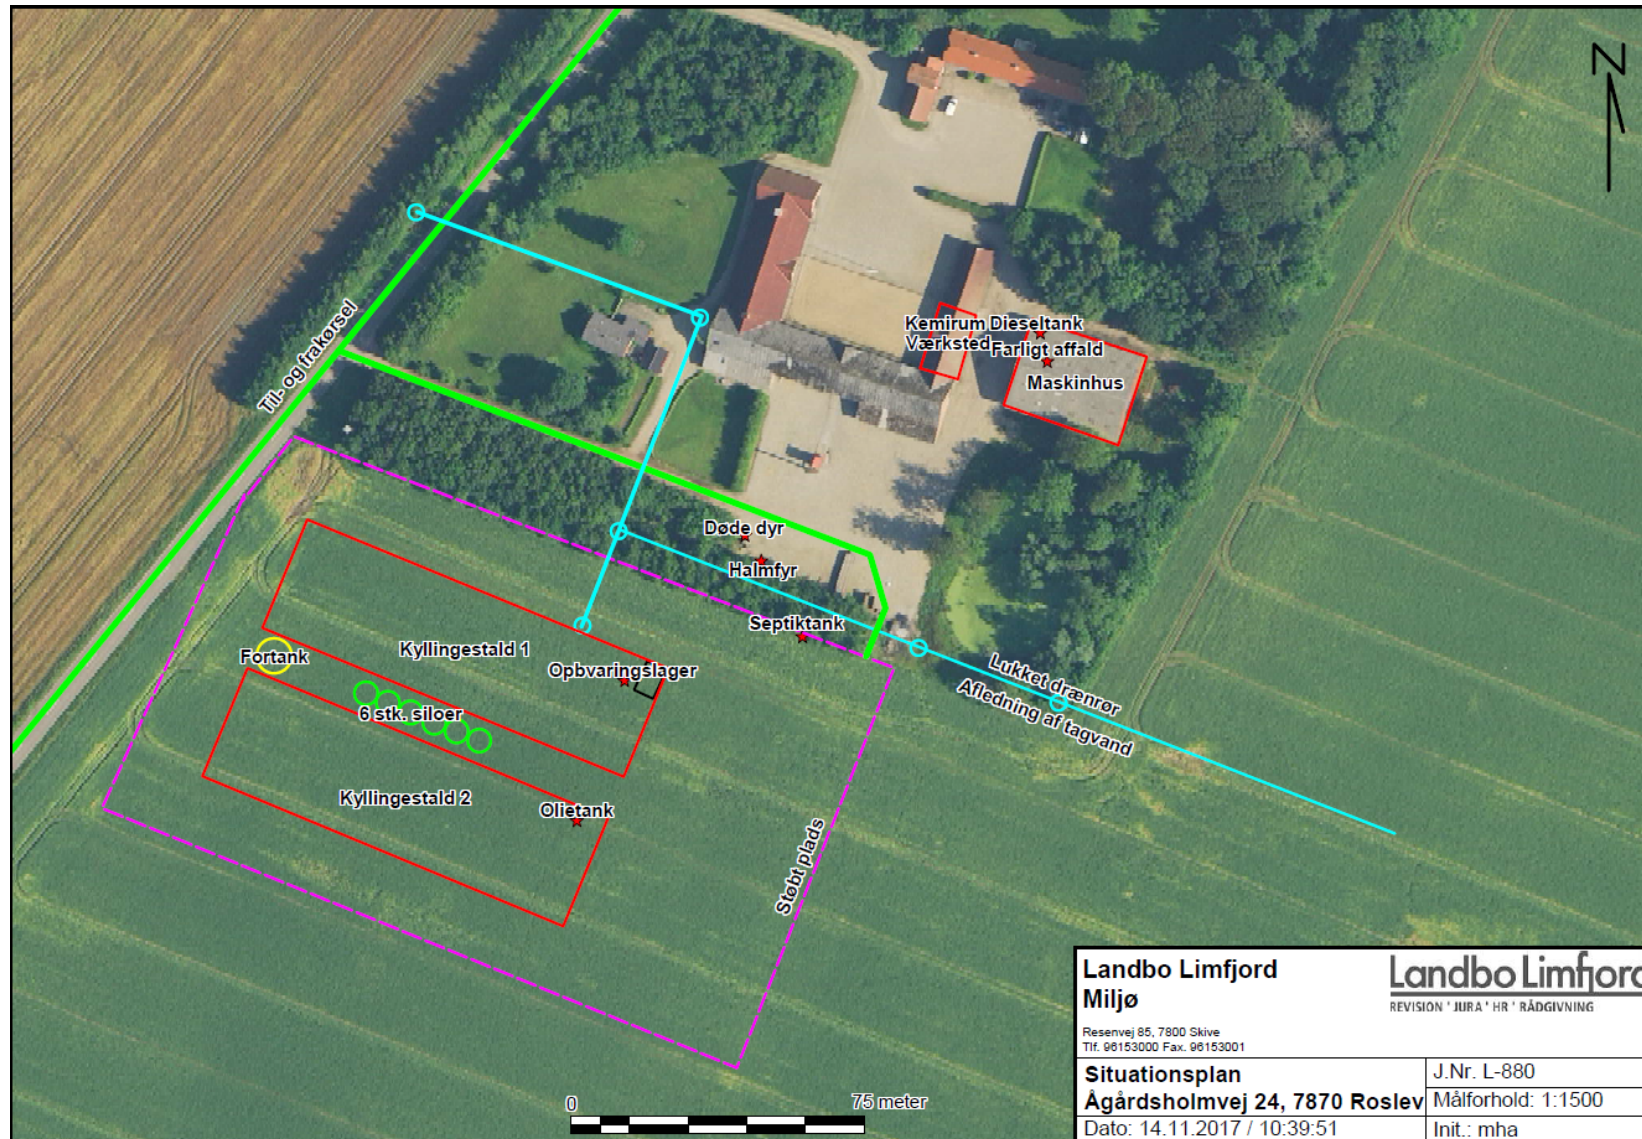 N
Til- og frakørsel
Kemirum Dieseltank
Værksted Farligt affald
Maskinhus
Døde dyr
Halmfyr
Septiktank
Fortank
Kyllingestald 1
Opbvaringslager
6 stk. siloer
Kyllingestald 2
Olietank
Lukket drænrør
Afledning af tagvand
Støbt plads
0 75 meter
Landbo Limfjord
Miljø
Resenvej 85, 7800 Skive
Tlf. 96153000 Fax. 96153001
Landbo Limfjord
REVISION ' JURA ' HR ' RÅDGIVNING
Situationsplan
Ågårdsholmvej 24, 7870 Roslev
Dato: 14.11.2017 / 10:39:51
J.Nr. L-880
Målforhold: 1:1500
Init.: mha